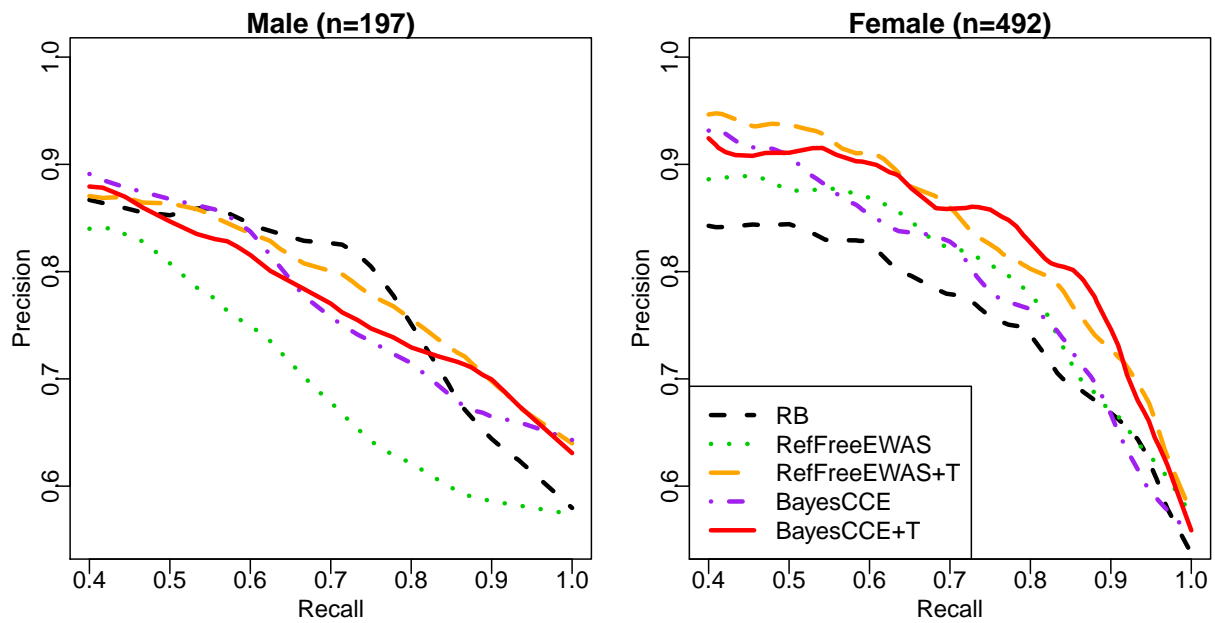 Male (n=197)
Precision
1.0
0.9
0.8
0.7
0.6
0.4 0.5 0.6 0.7 0.8 0.9 1.0
Recall
Female (n=492)
Precision
1.0
0.9
0.8
0.7
0.6
RB
RefFreeEWAS
RefFreeEWAS+T
BayesCCE
BayesCCE+T
0.4 0.5 0.6 0.7 0.8 0.9 1.0
Recall